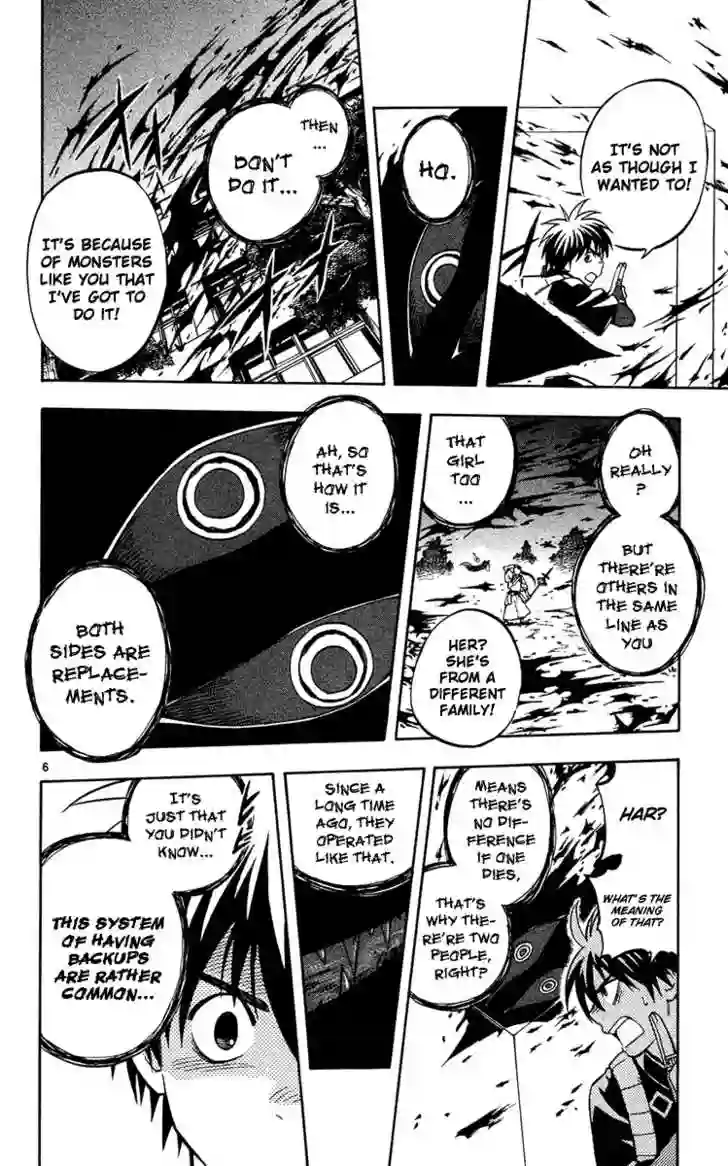 IT'S NOT
AS THOUGH I
WANTED TO!
HA.
THEN
...
DON'T
DO IT...
IT'S BECAUSE
OF MONSTERS
LIKE YOU THAT
I'VE GOT TO
DO IT!
OH
REALLY
?
BUT
THERE'RE
OTHERS IN
THE SAME
LINE AS
YOU
THAT
GIRL
TOO
...
HER?
SHE'S
FROM A
DIFFERENT
FAMILY!
AH, SO
THAT'S
HOW IT
IS...
BOTH
SIDES ARE
REPLACE-
MENTS.
6
HAR?
WHAT'S THE
MEANING
OF THAT?
MEANS
THERE'S
NO DIF-
FERENCE
IF ONE
DIES,
THAT'S
WHY THE-
RE'RE TWO
PEOPLE,
RIGHT?
SINCE A
LONG TIME
AGO, THEY
OPERATED
LIKE THAT.
IT'S
JUST THAT
YOU DIDN'T
KNOW...
THIS SYSTEM
OF HAVING
BACKUPS
ARE RATHER
COMMON...